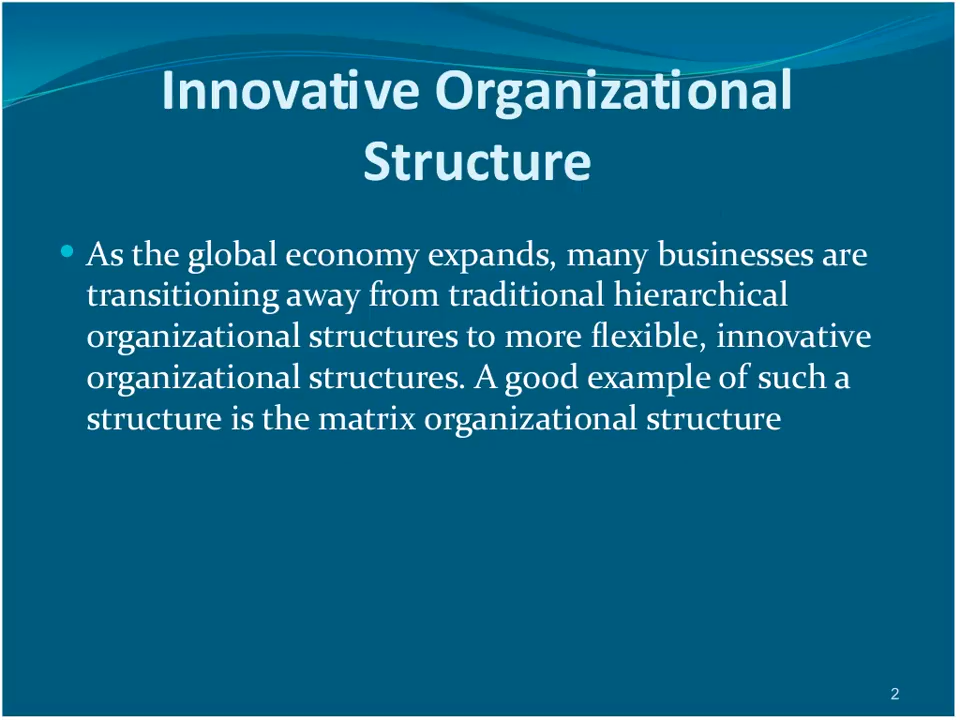 Innovative Organizational
Structure
• As the global economy expands, many businesses are
transitioning away from traditional hierarchical
organizational structures to more flexible, innovative
organizational structures. A good example of such a
structure is the matrix organizational structure
2